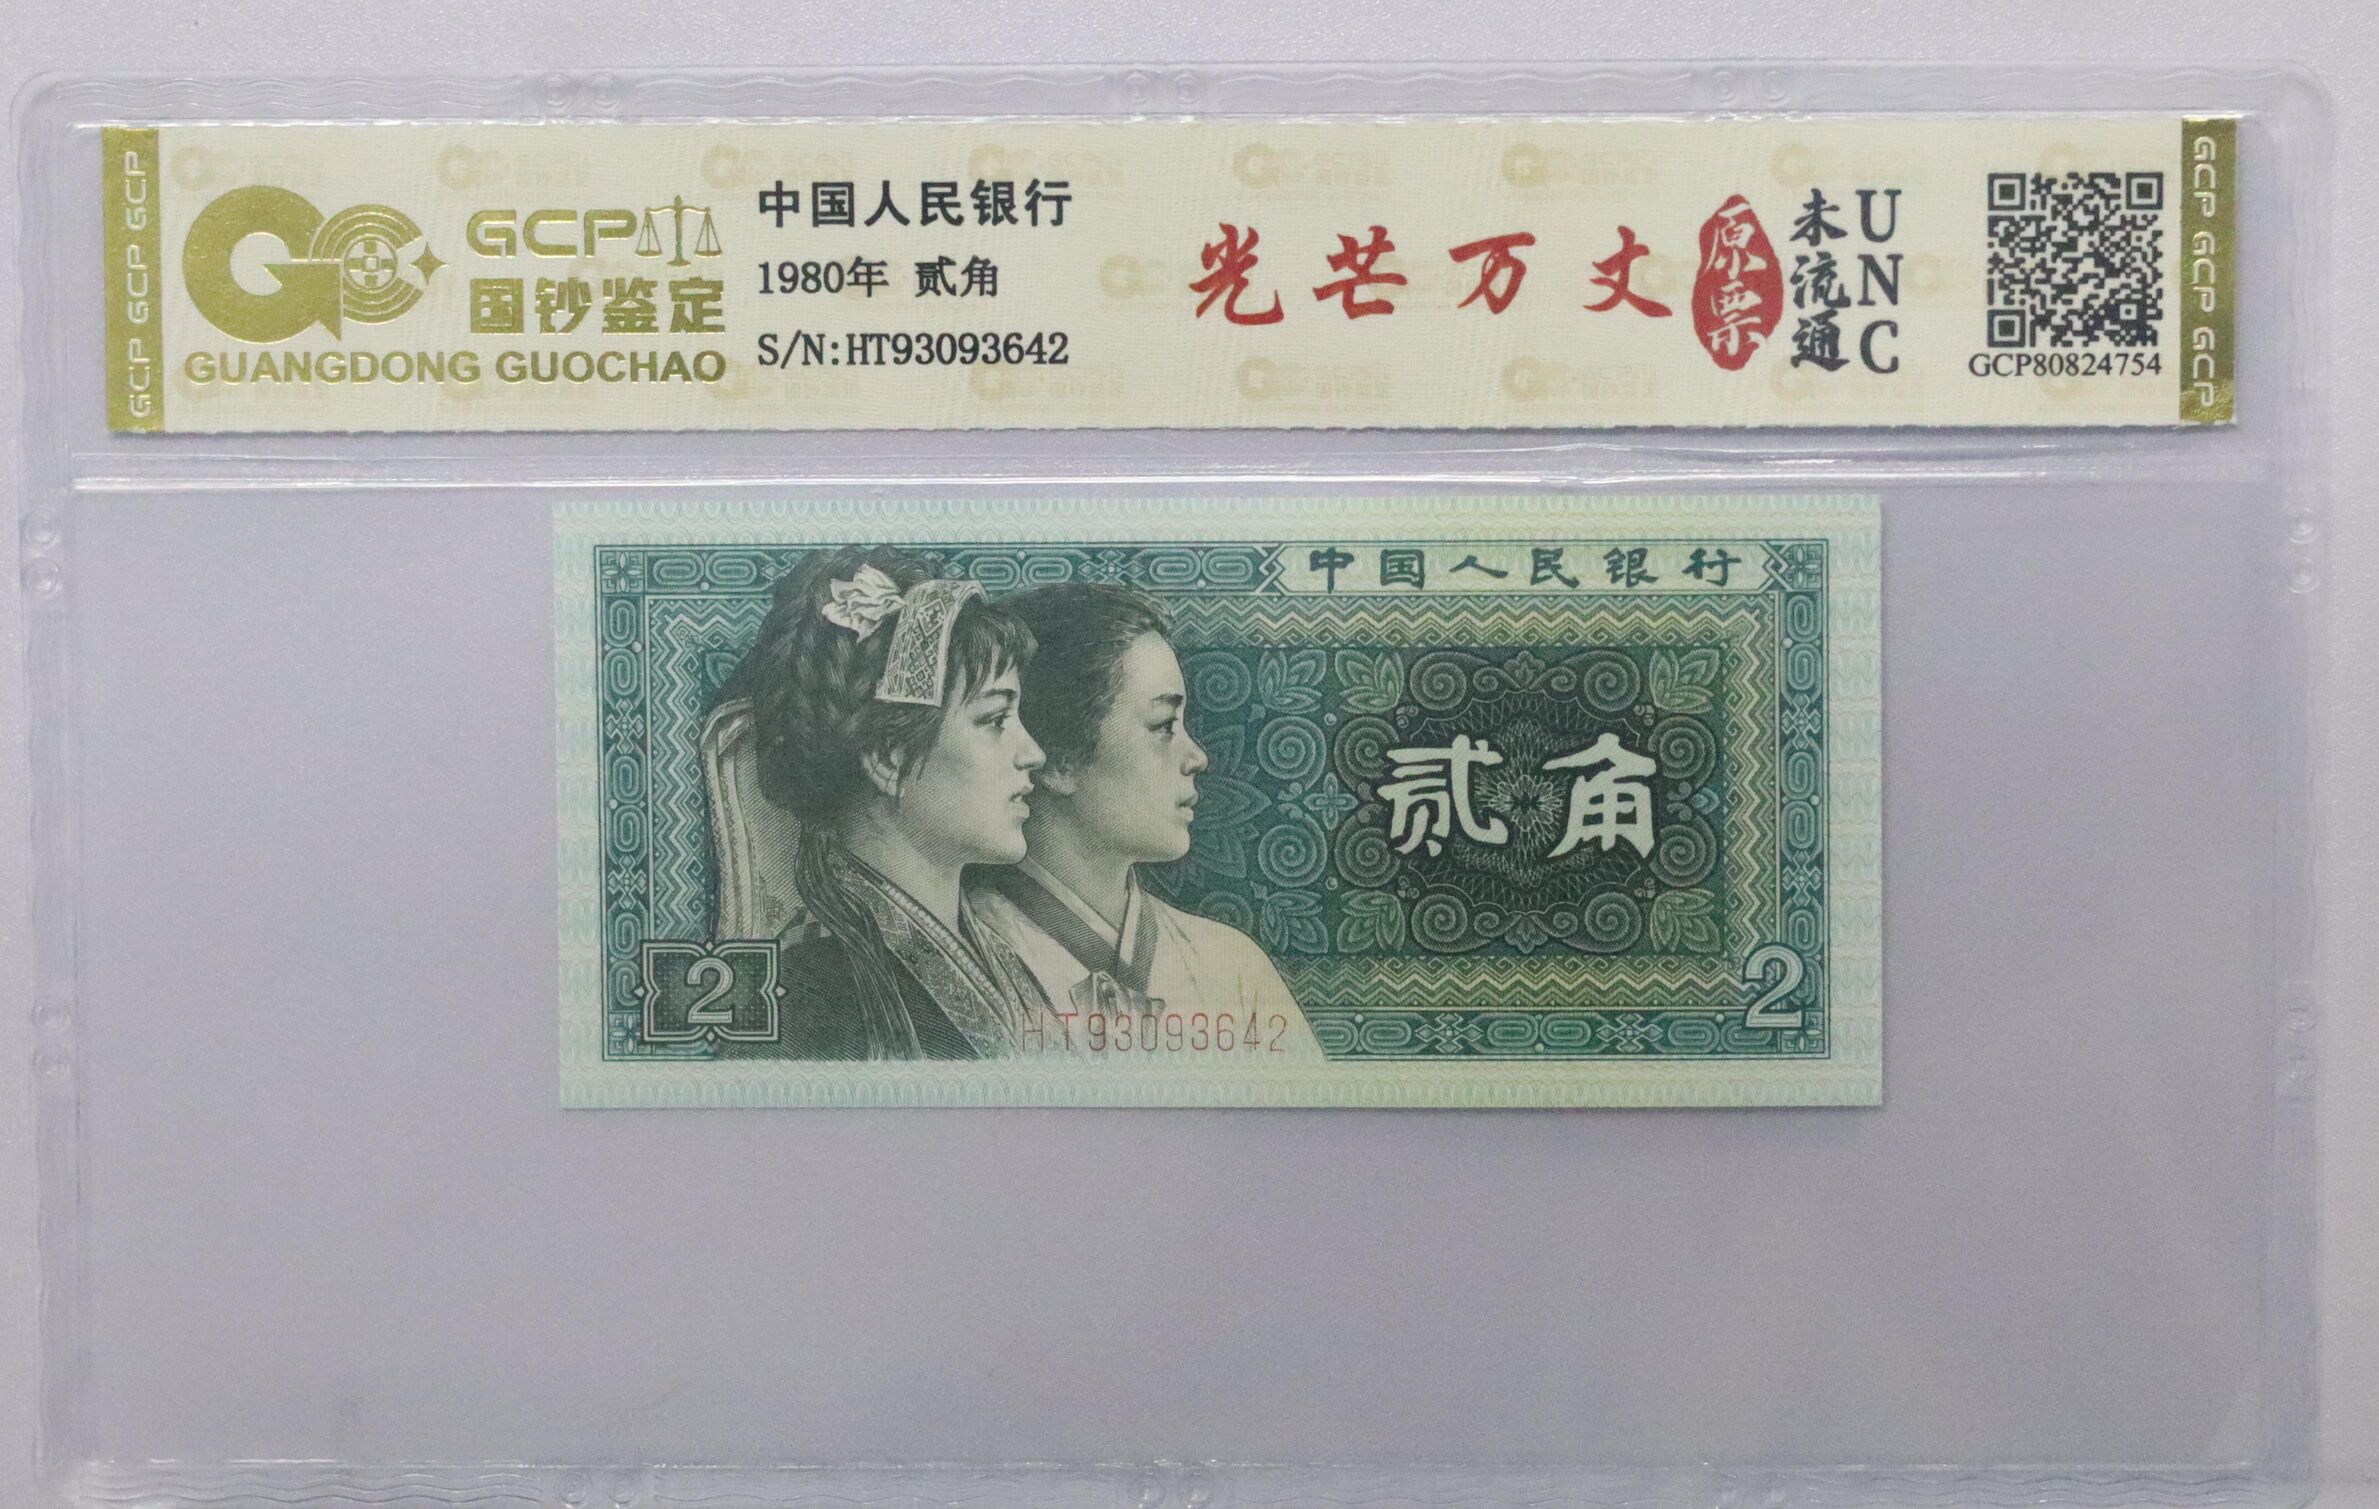 GCP GCP GCP
GCP
国钞鉴定
GUANGDONG GUOCHAO
中国人民银行
1980年 贰角
S/N:HT93093642
光芒万丈
原票
未流通
UNC
GCP80824754
GCP GCP GCP
中国人民银行
贰角
2
2
HT93093642